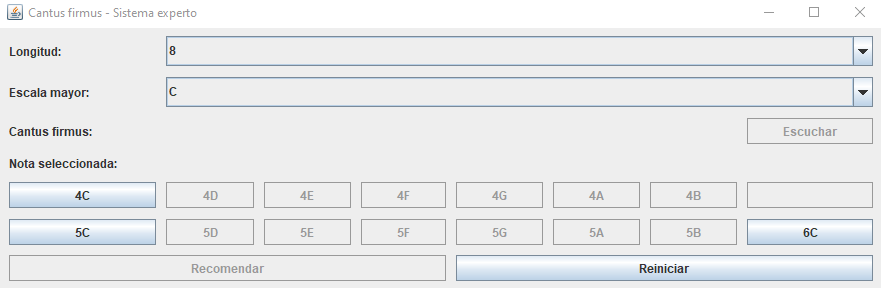 Cantus firmus - Sistema experto
Longitud: 8
Escala mayor: C
Cantus firmus: Escuchar
Nota seleccionada:
4C 4D 4E 4F 4G 4A 4B
5C 5D 5E 5F 5G 5A 5B 6C
Recomendar Reiniciar